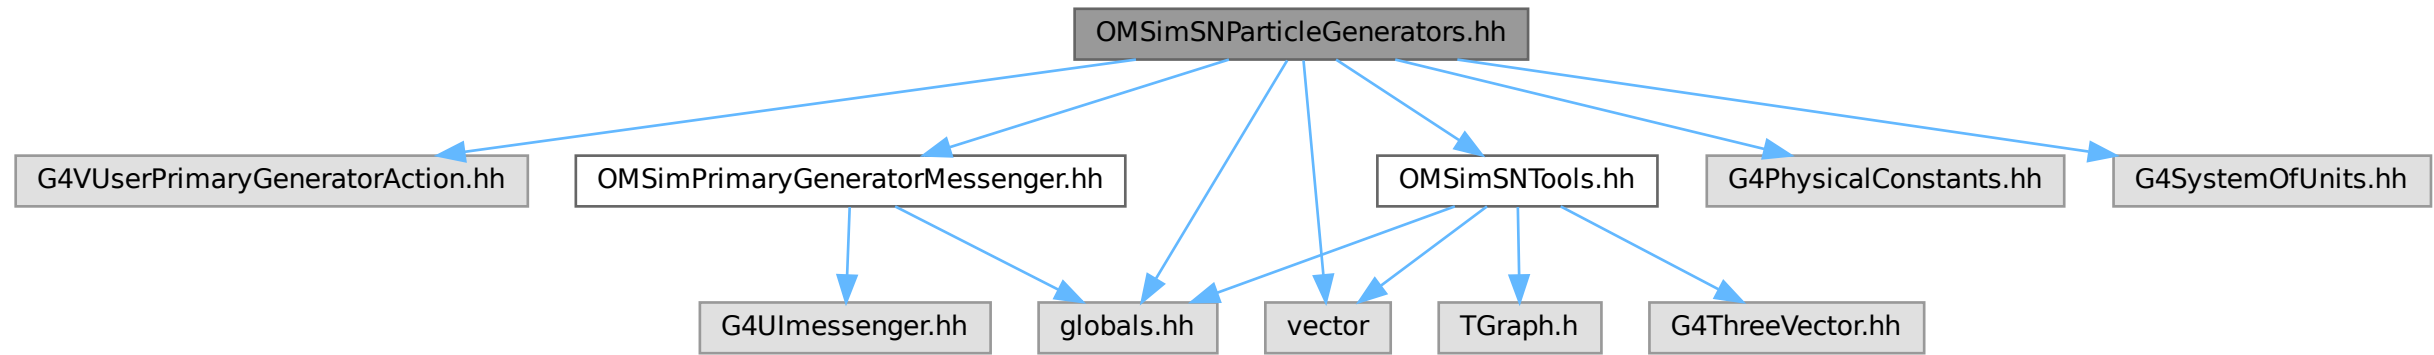 OMSimSNParticleGenerators.hh
G4VUserPrimaryGeneratorAction.hh
OMSimPrimaryGeneratorMessenger.hh
OMSimSNTools.hh
G4PhysicalConstants.hh
G4SystemOfUnits.hh
G4UImessenger.hh
globals.hh
vector
TGraph.h
G4ThreeVector.hh